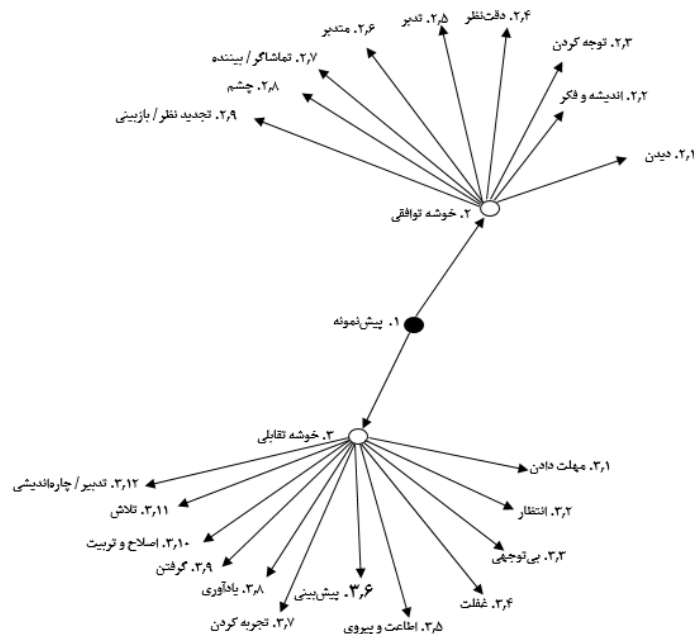 ۲,۴. دقت‌نظر
۲,۵. تدبر
۲,۶. متدبر
۲,۳. توجه کردن
۲,۷. تماشاگر / بیننده
۲,۸. چشم
۲,۲. اندیشه و فکر
۲,۹. تجدید نظر / بازبینی
۲,۱. دیدن
۲. خوشه توافقی
۱. پیش‌نمونه
۳. خوشه تقابلی
۳,۱. مهلت دادن
۳,۱۲. تدبیر / چاره‌اندیشی
۳,۱۱. تلاش
۳,۲. انتظار
۳,۱۰. اصلاح و تربیت
۳,۳. بی‌توجهی
۳,۹. گرفتن
۳,۸. یادآوری
۳,۶. پیش‌بینی
۳,۴. غفلت
۳,۷. تجربه کردن
۳,۵. اطاعت و پیروی